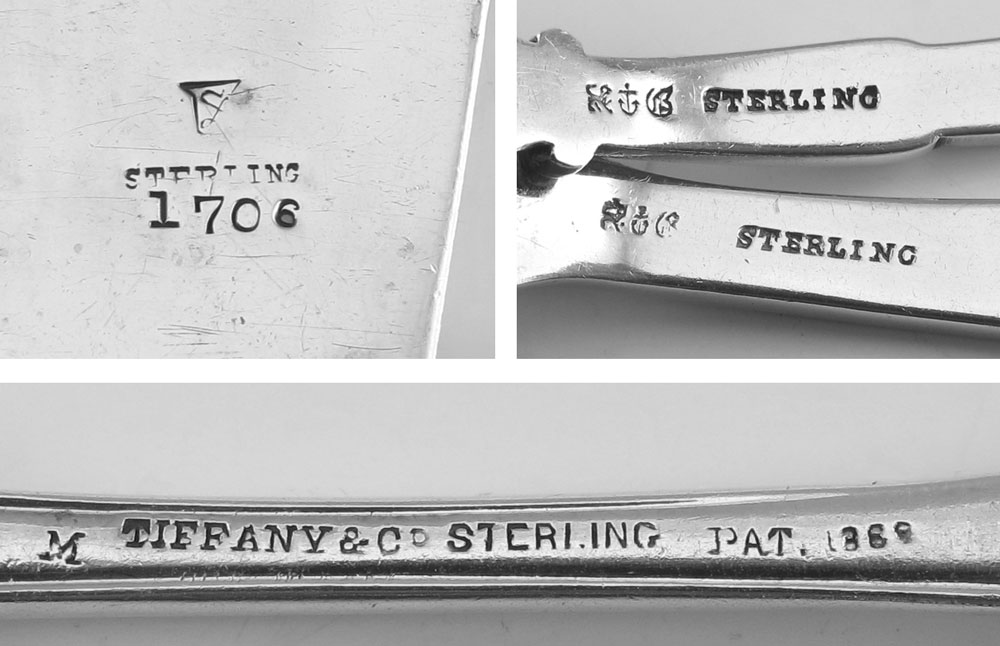 STERLING
1706
STERLING
STERLING
M TIFFANY & Co STERLING PAT. 1869